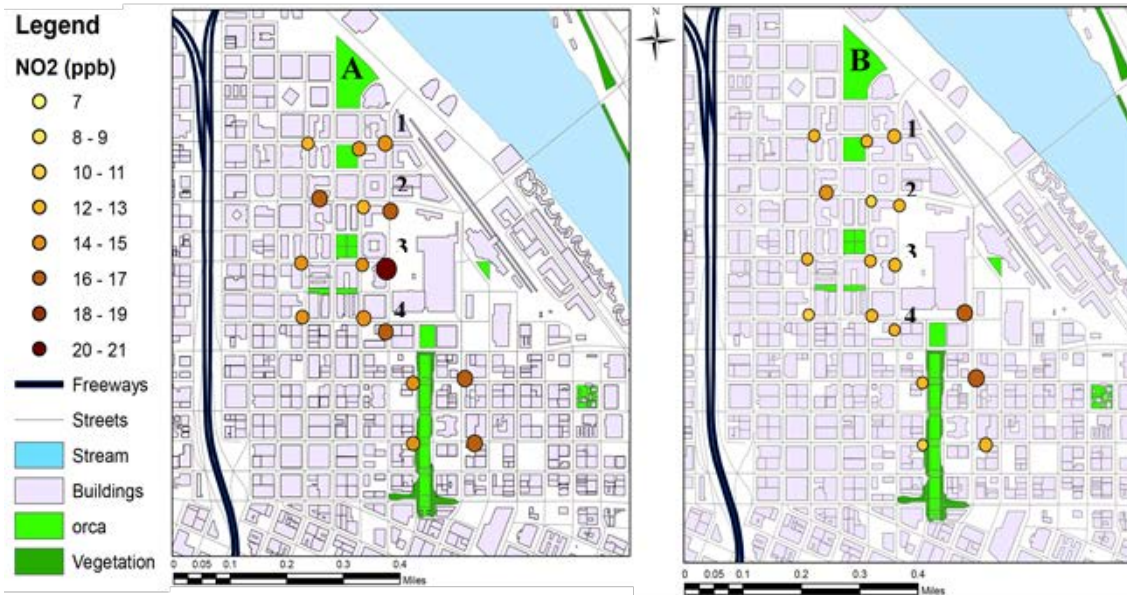 Legend
NO2 (ppb)
7
8 - 9
10 - 11
12 - 13
14 - 15
16 - 17
18 - 19
20 - 21
Freeways
Streets
Stream
Buildings
orca
Vegetation
A
1
2
3
4
0 0.05 0.1 0.2 0.3 0.4
Miles
N
B
1
2
3
4
0 0.05 0.1 0.2 0.3 0.4
Miles